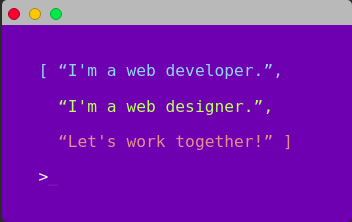 [ “I'm a web developer.”,
“I'm a web designer.”,
“Let's work together!” ]
>_